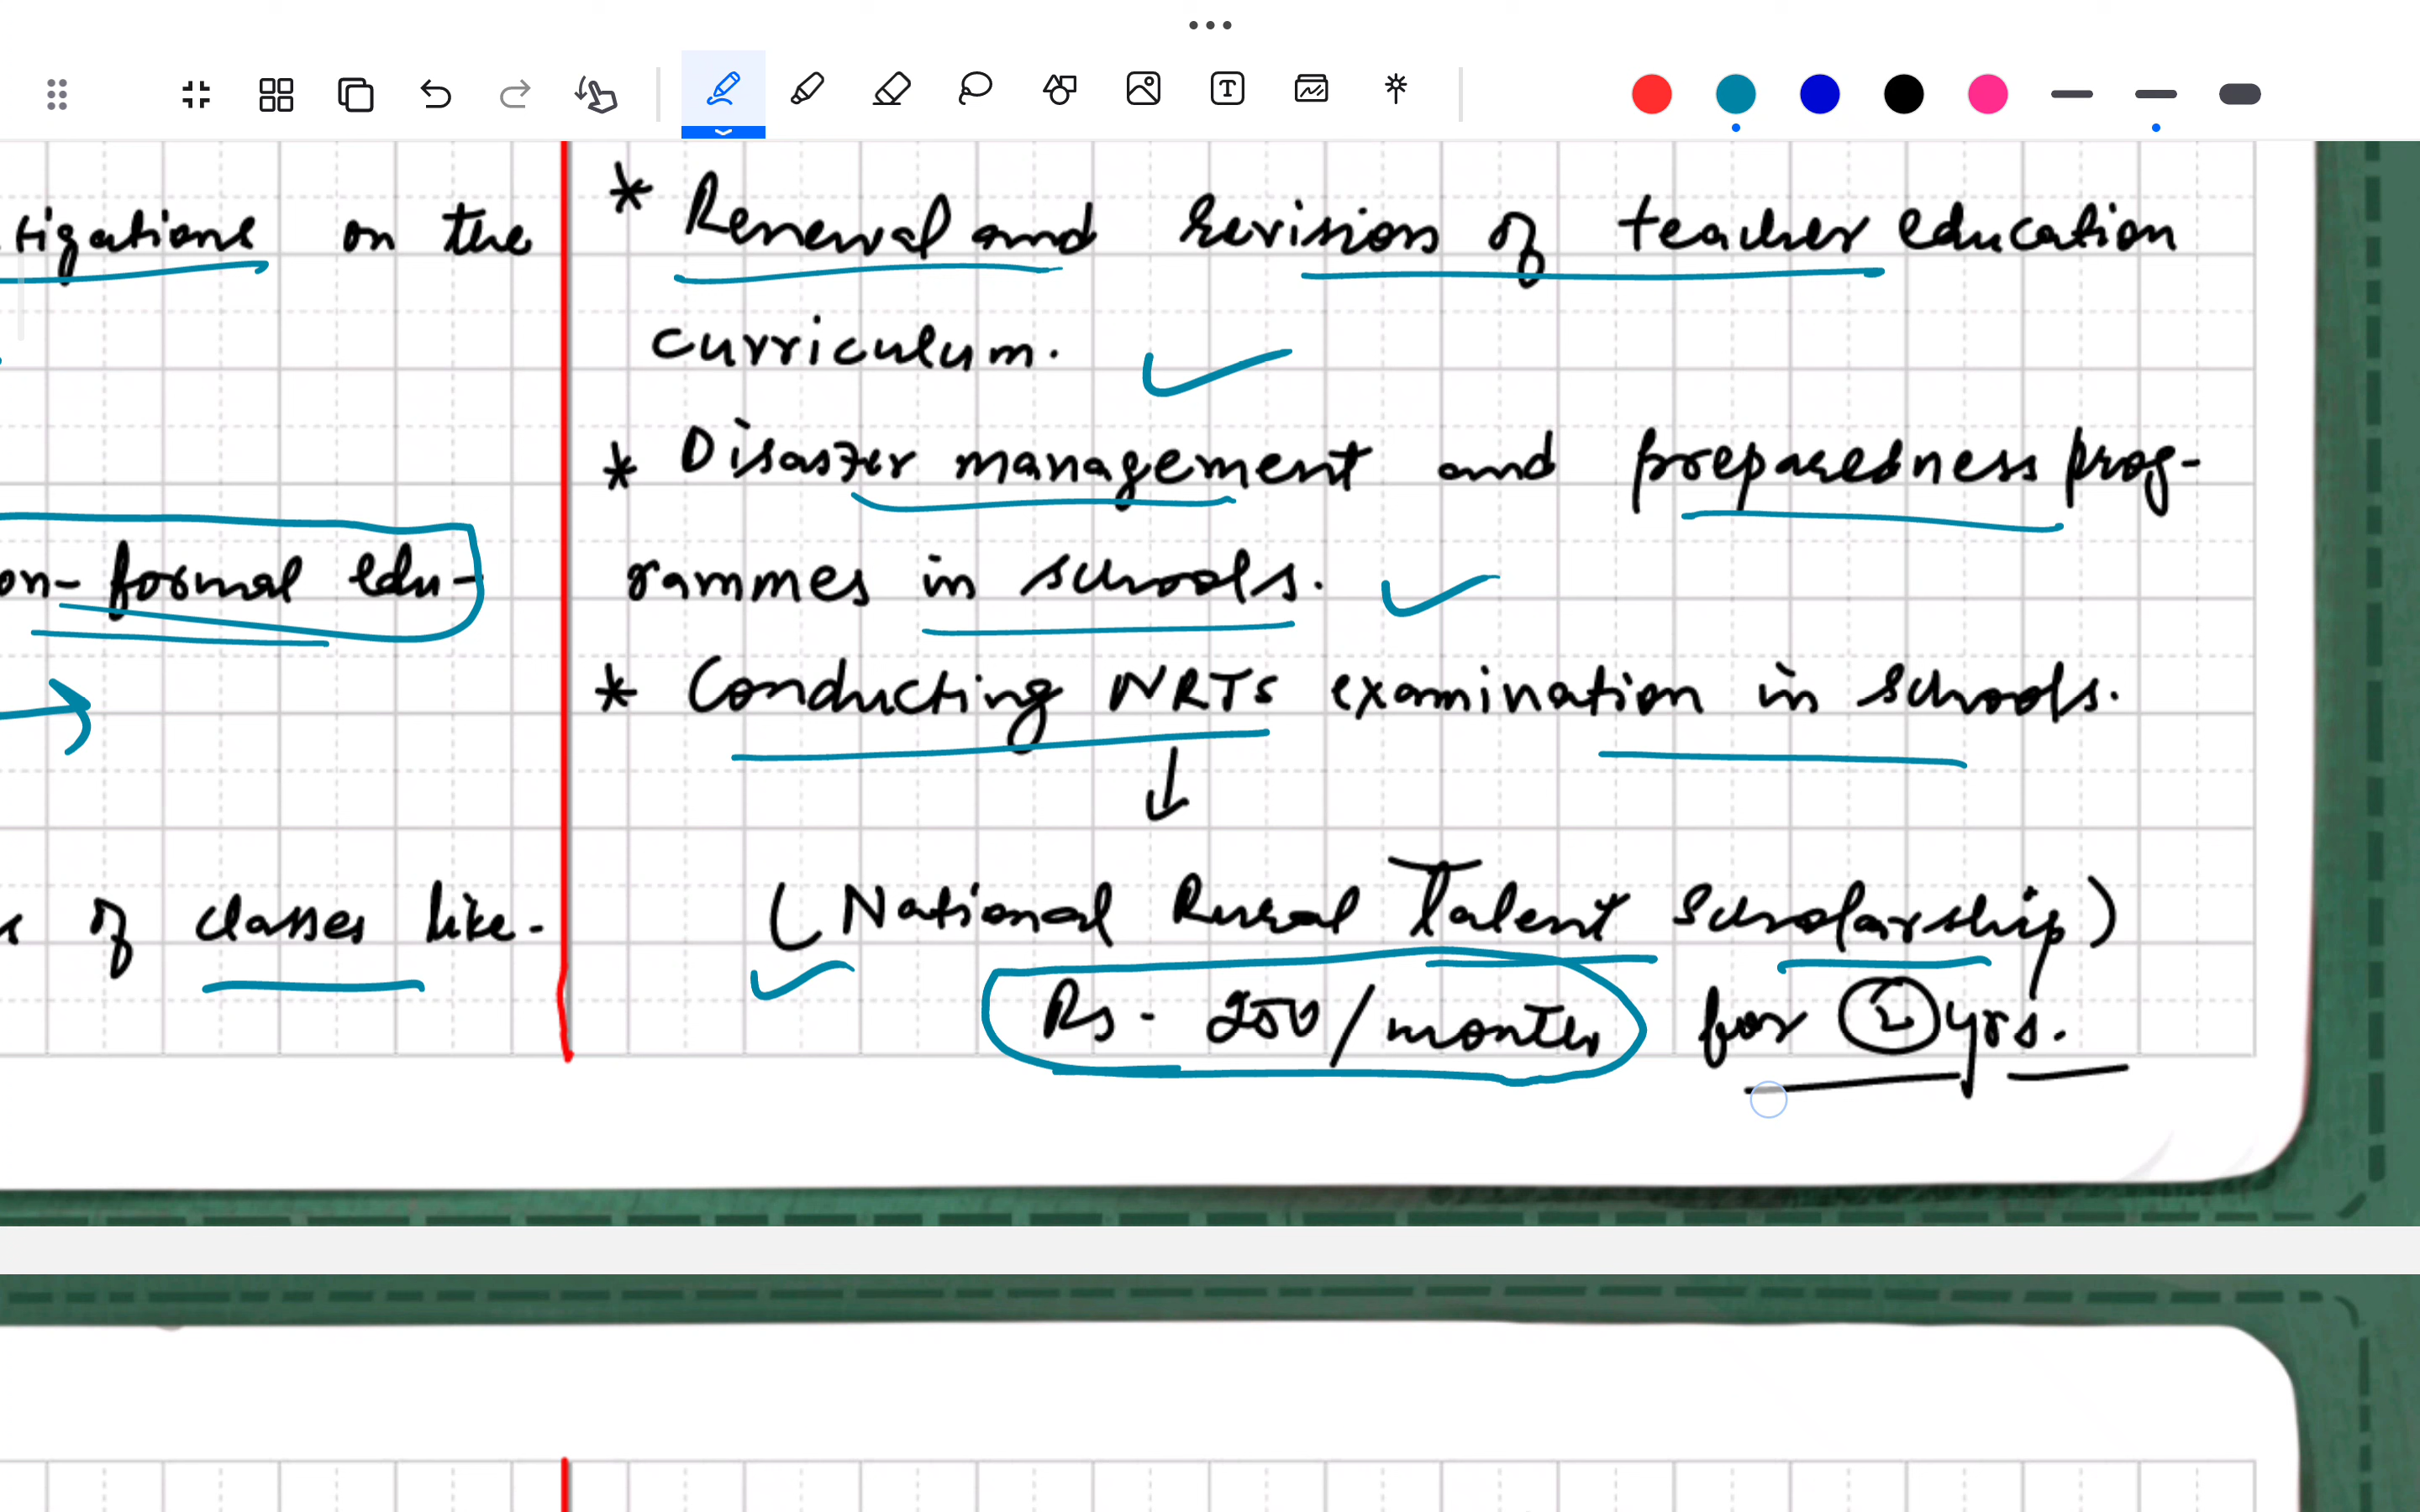 tigations on the
on- formal edu-
of classes like-
* Renewal and revision of teacher education
curriculum.
* Disaster management and preparedness prog-
rammes in schools.
* Conducting NRTS examination in schools.
↓
(National Rural Talent Scholarship)
Rs- 250/month for 2 yrs.